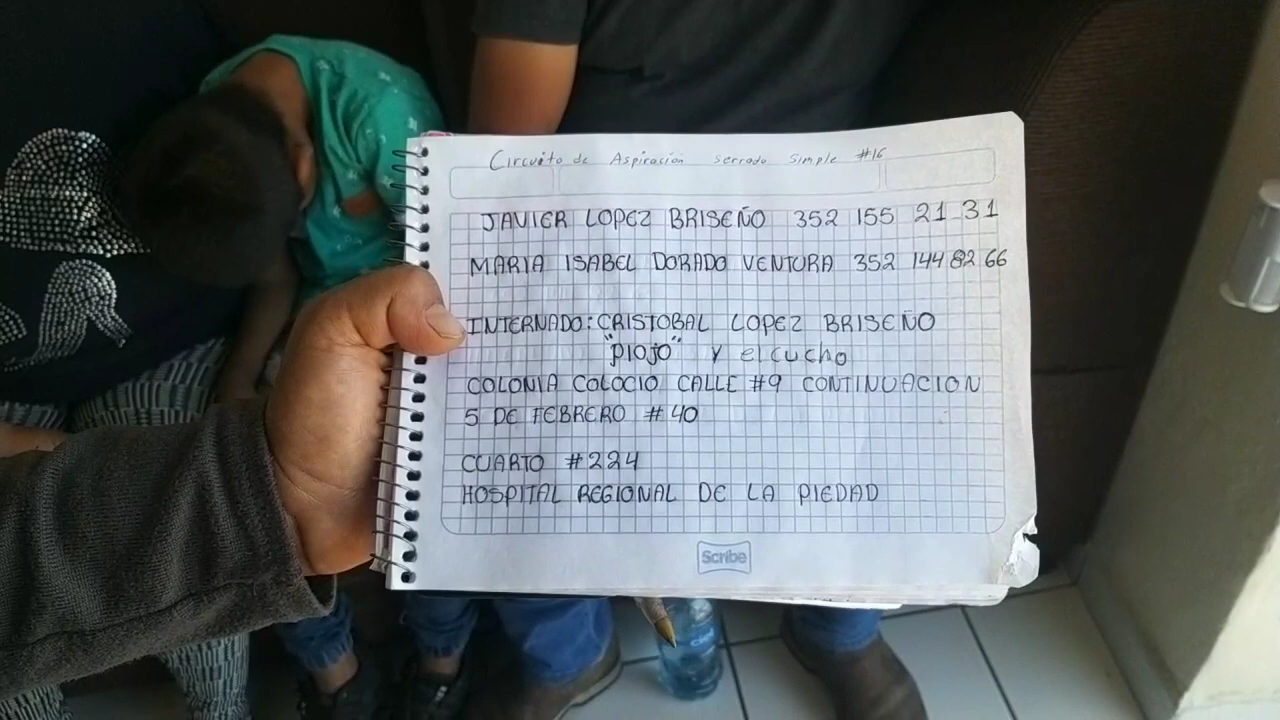 Circuito de Aspiración serrado simple #16
JAVIER LOPEZ BRISEÑO 352 155 21 31
MARIA ISABEL DORADO VENTURA 352 144 82 66
INTERNADO: CRISTOBAL LOPEZ BRISEÑO
"PIOJO" Y el cucho
COLONIA COLOCIO CALLE #9 CONTINUACION
5 DE FEBRERO #40
CUARTO #224
HOSPITAL REGIONAL DE LA PIEDAD
Scribe